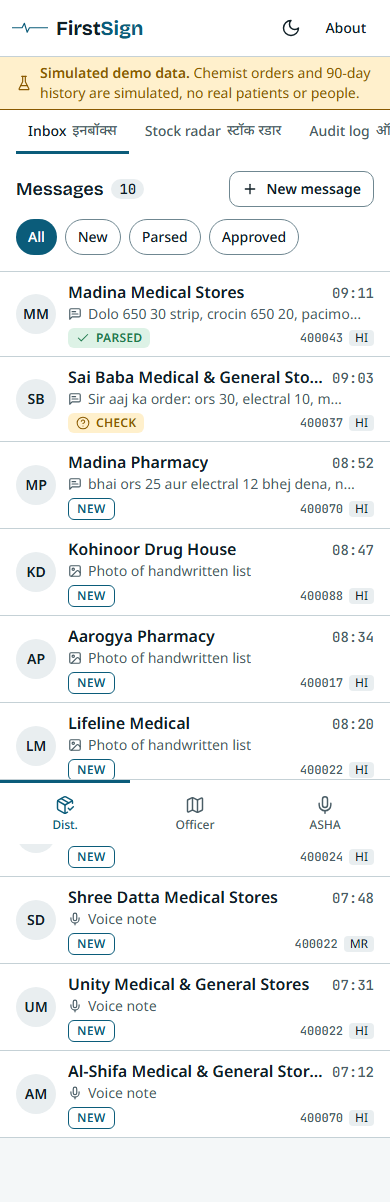 FirstSign
About
Simulated demo data. Chemist orders and 90-day
history are simulated, no real patients or people.
Inbox इनबॉक्स Stock radar स्टॉक रडार Audit log
Messages 10
New message
All New Parsed Approved
MM Madina Medical Stores 09:11
Dolo 650 30 strip, crocin 650 20, pacimo...
PARSED 400043 HI
SB Sai Baba Medical & General Sto... 09:03
Sir aaj ka order: ors 30, electral 10, m...
CHECK 400037 HI
MP Madina Pharmacy 08:52
bhai ors 25 aur electral 12 bhej dena, n...
NEW 400070 HI
KD Kohinoor Drug House 08:47
Photo of handwritten list
NEW 400088 HI
AP Aarogya Pharmacy 08:34
Photo of handwritten list
NEW 400017 HI
LM Lifeline Medical 08:20
Photo of handwritten list
NEW 400022 HI
Dist. Officer ASHA
NEW 400024 HI
SD Shree Datta Medical Stores 07:48
Voice note
NEW 400022 MR
UM Unity Medical & General Stores 07:31
Voice note
NEW 400022 HI
AM Al-Shifa Medical & General Stor... 07:12
Voice note
NEW 400070 HI